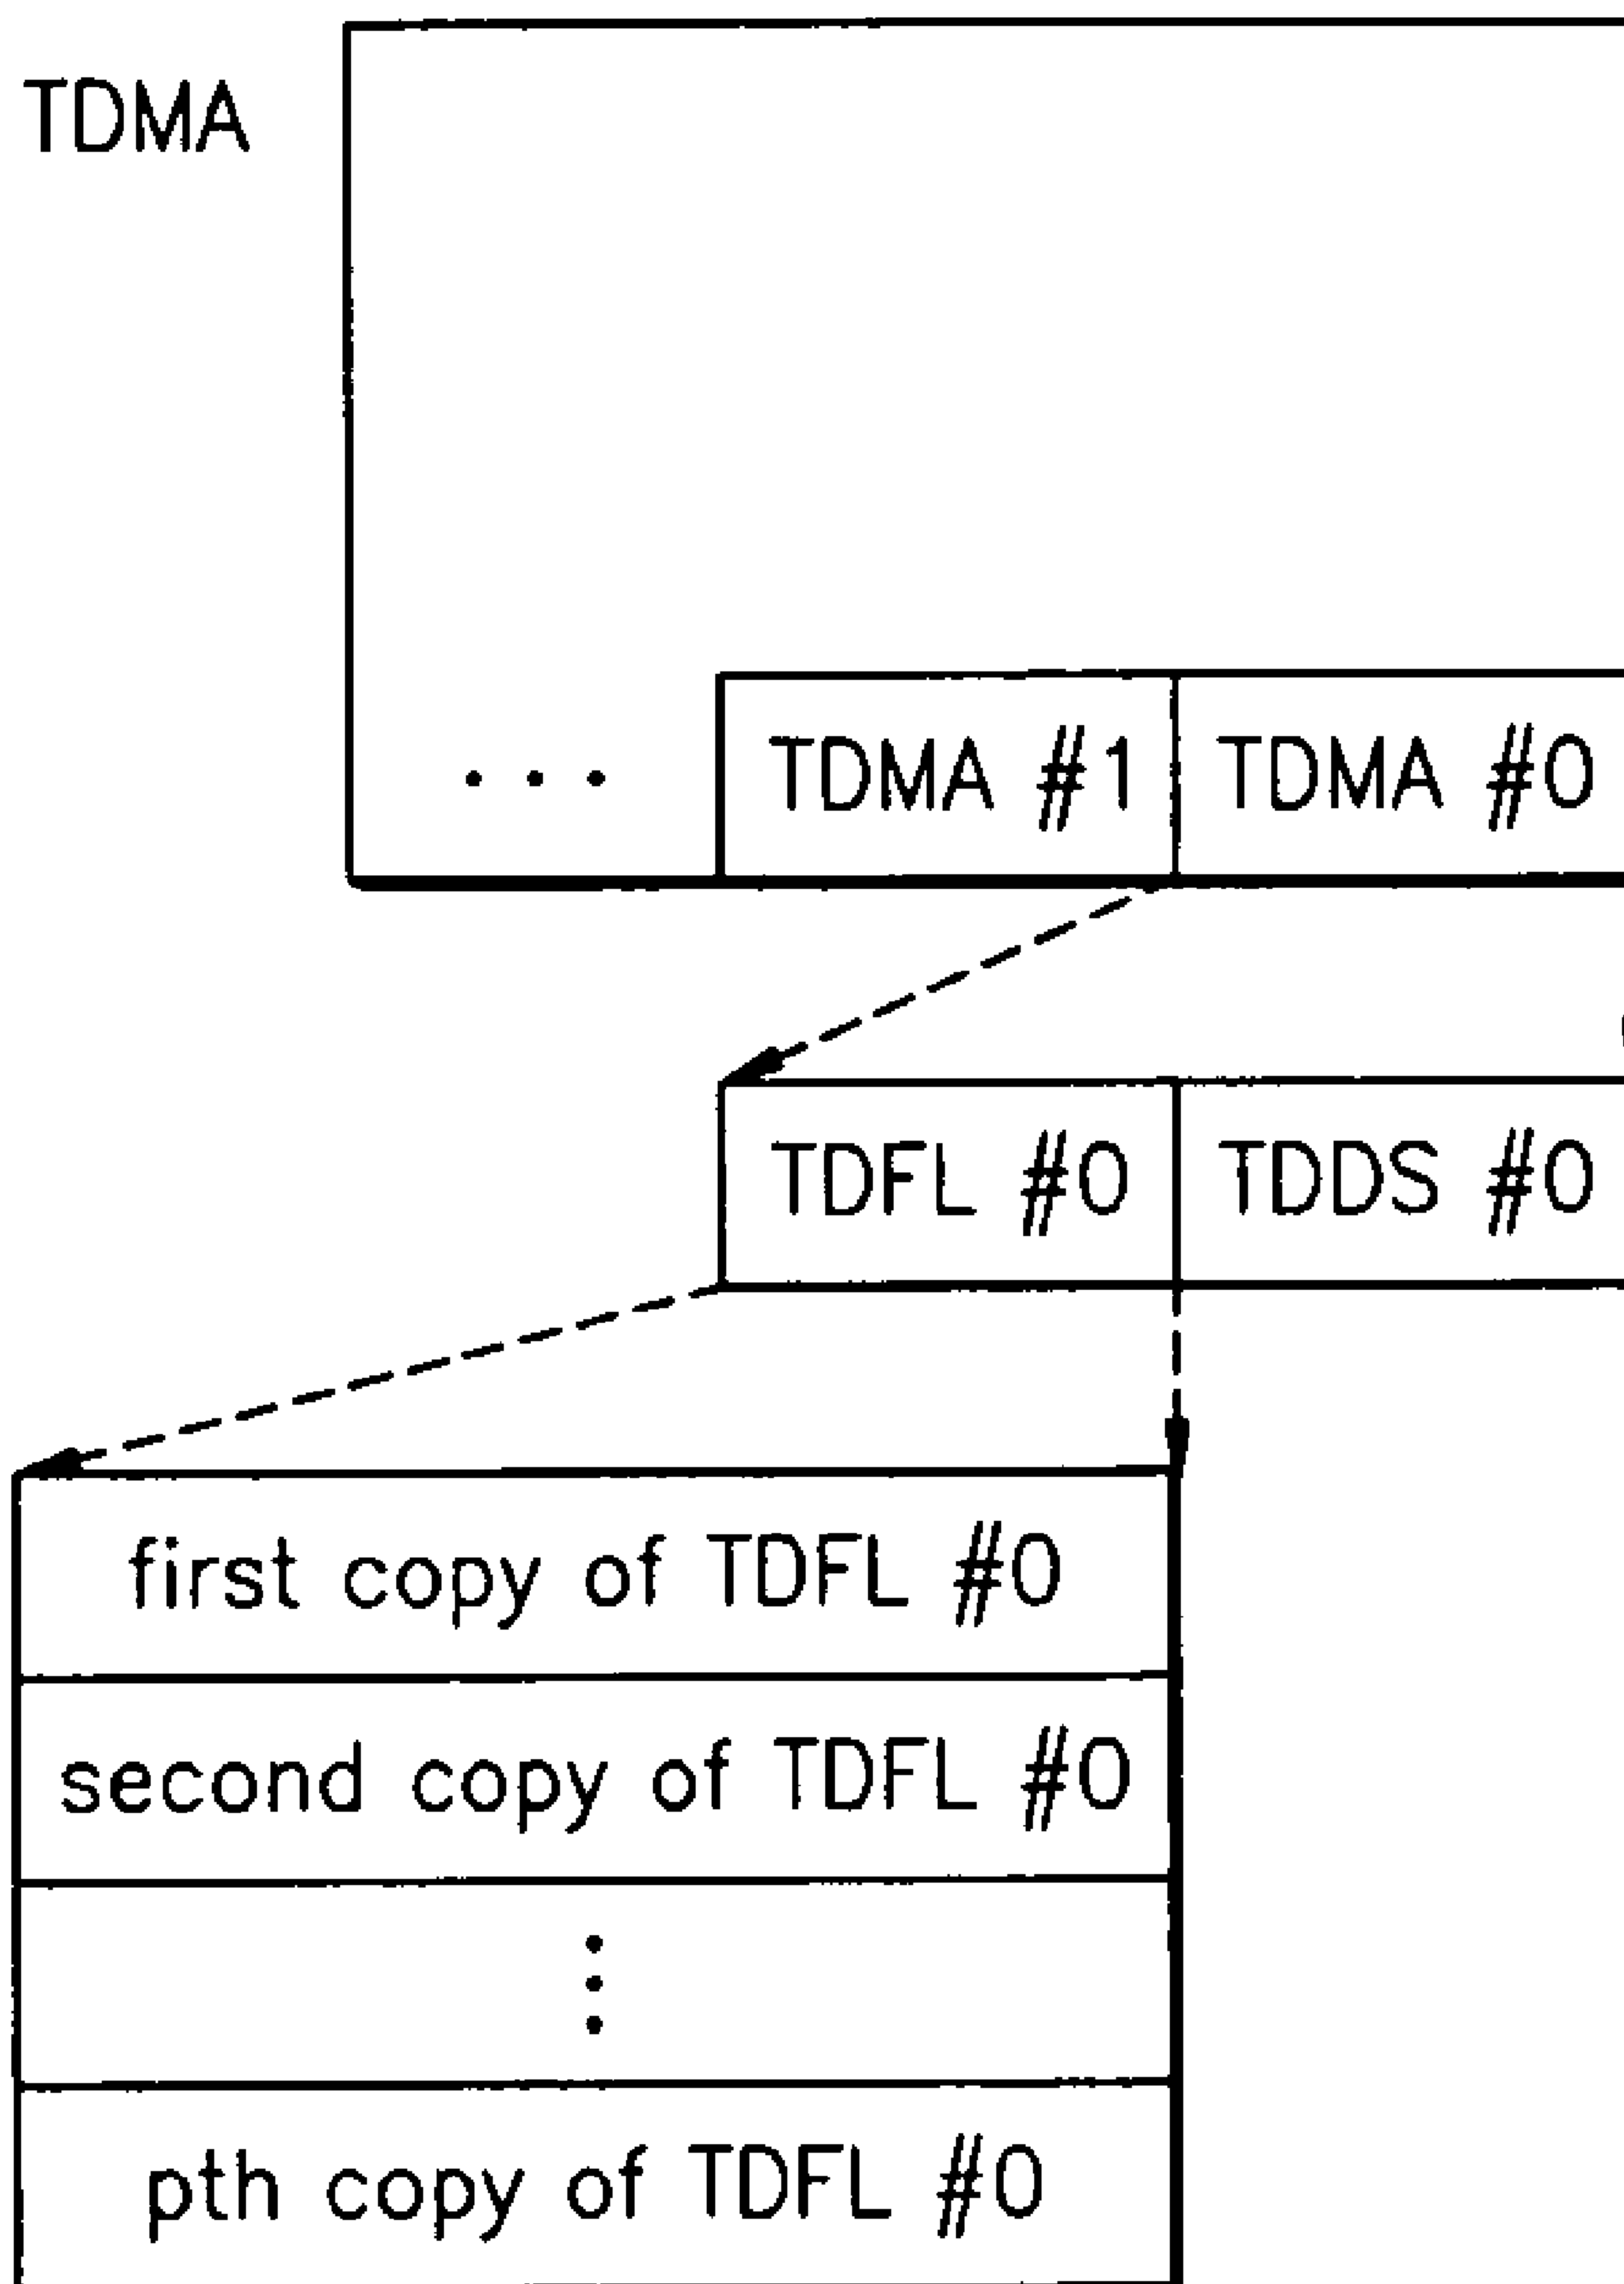 TDMA
... TDMA #1 TDMA #0
TDFL #0 TDDS #0
first copy of TDFL #0
second copy of TDFL #0
⋮
pth copy of TDFL #0